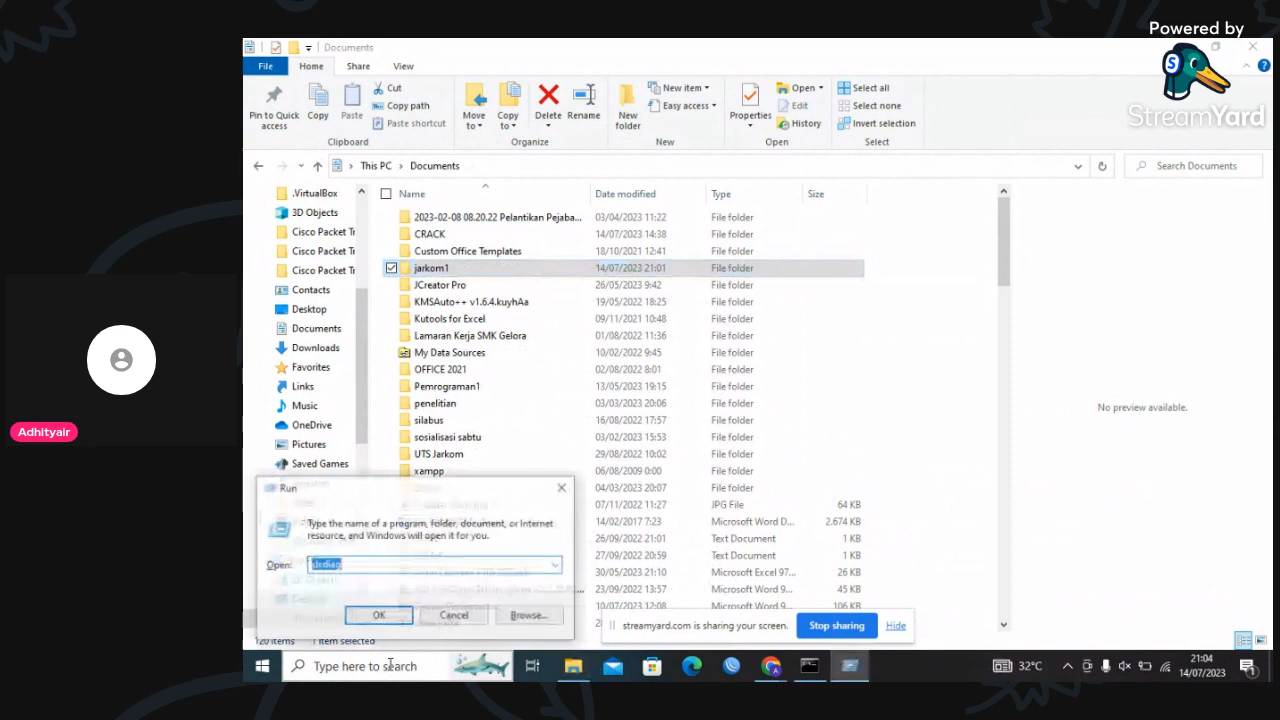 Powered by
StreamYard
Documents
File Home Share View
Pin to Quick access
Copy
Paste
Cut
Copy path
Paste shortcut
Clipboard
Move to
Copy to
Delete
Rename
Organize
New folder
New item
Easy access
New
Properties
Open
Edit
History
Open
Select all
Select none
Invert selection
Select
This PC > Documents
Search Documents
.VirtualBox
3D Objects
Cisco Packet Tr
Cisco Packet Tr
Cisco Packet Tr
Contacts
Desktop
Documents
Downloads
Favorites
Links
Music
OneDrive
Pictures
Saved Games
Name Date modified Type Size
2023-02-08 08.20.22 Pelantikan Pejaba... 03/04/2023 11:22 File folder
CRACK 14/07/2023 14:38 File folder
Custom Office Templates 18/10/2021 12:41 File folder
jarkom1 14/07/2023 21:01 File folder
JCreator Pro 26/05/2023 9:42 File folder
KMSAuto++ v1.6.4.kuyhAa 19/05/2022 18:25 File folder
Kutools for Excel 09/11/2021 10:48 File folder
Lamaran Kerja SMK Gelora 01/08/2022 11:36 File folder
My Data Sources 10/02/2022 9:45 File folder
OFFICE 2021 02/08/2022 8:01 File folder
Pemrograman1 13/05/2023 19:15 File folder
penelitian 03/03/2023 20:06 File folder
silabus 16/08/2022 17:57 File folder
sosialisasi sabtu 03/02/2023 15:53 File folder
UTS Jarkom 29/08/2022 10:02 File folder
xampp 06/08/2009 0:00 File folder
04/03/2023 20:07 File folder
07/11/2022 11:27 JPG File 64 KB
14/02/2017 7:23 Microsoft Word D... 2.674 KB
26/09/2022 21:01 Text Document 1 KB
27/09/2022 20:59 Text Document 1 KB
30/05/2023 21:10 Microsoft Excel 97... 26 KB
23/09/2022 13:57 Microsoft Word 9... 45 KB
10/07/2023 12:08 Microsoft Word 9... 106 KB
No preview available.
Adhityair
Run
Type the name of a program, folder, document, or Internet
resource, and Windows will open it for you.
Open: dxdiag
OK Cancel Browse...
streamyard.com is sharing your screen. Stop sharing Hide
120 items 1 item selected
Type here to search
32°C
21:04
14/07/2023